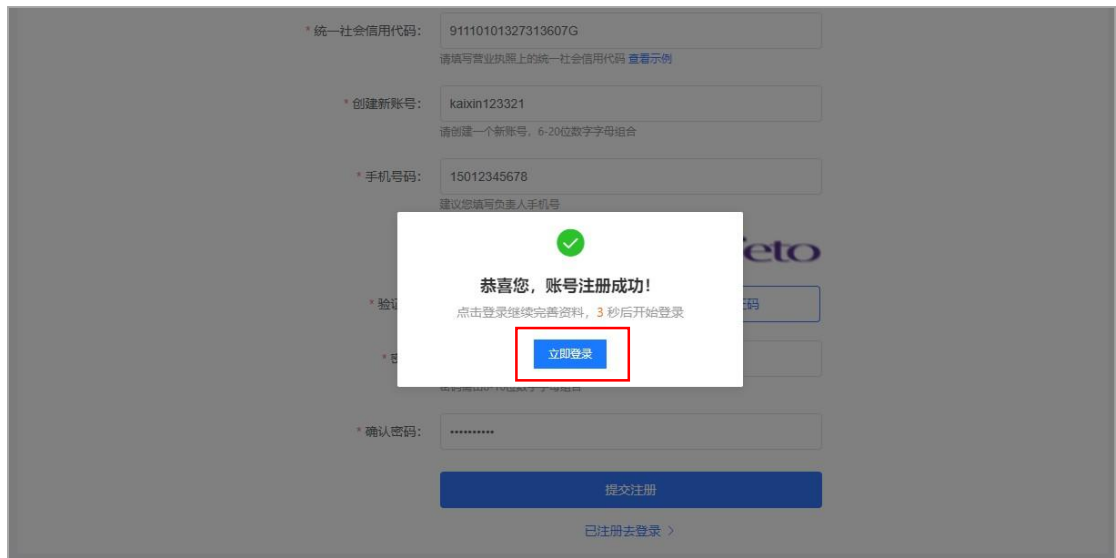 * 统一社会信用代码:
91110101327313607G
请填写营业执照上的统一社会信用代码 查看示例
* 创建新账号:
kaixin123321
请创建一个新账号，6-20位数字字母组合
* 手机号码:
15012345678
建议您填写负责人手机号
eto
恭喜您，账号注册成功！
点击登录继续完善资料，3 秒后开始登录
* 验证
码
立即登录
* 确认密码:
••••••••••
提交注册
已注册去登录 >